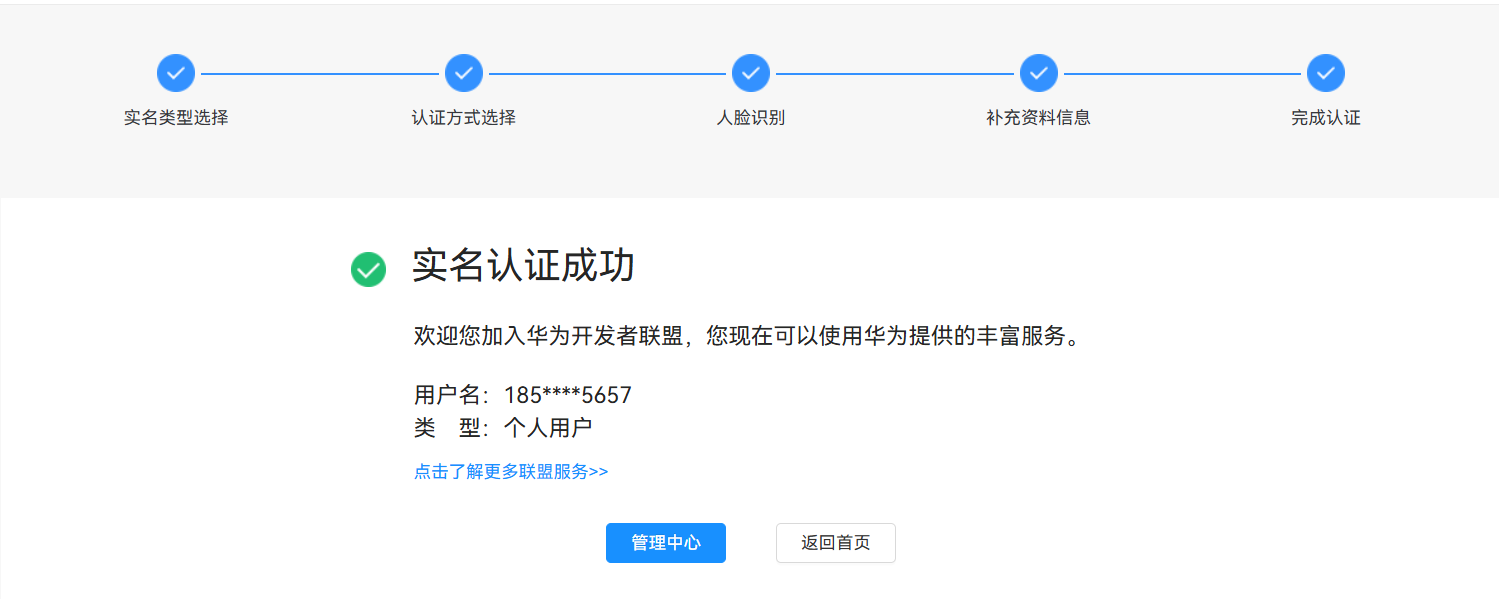 实名类型选择 认证方式选择 人脸识别 补充资料信息 完成认证
实名认证成功
欢迎您加入华为开发者联盟，您现在可以使用华为提供的丰富服务。
用户名：185****5657
类　型：个人用户
点击了解更多联盟服务>>
管理中心 返回首页